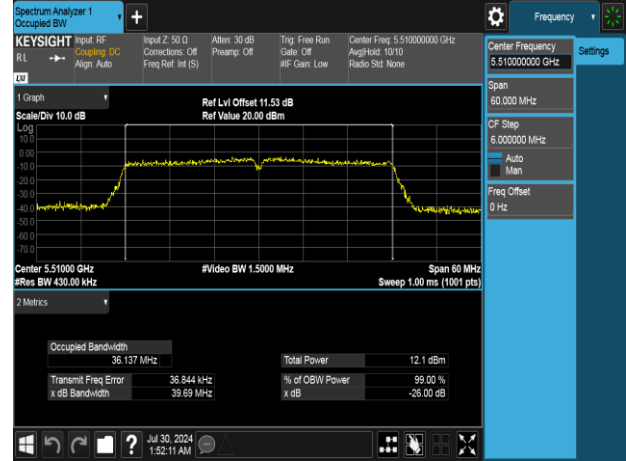 Spectrum Analyzer 1
Occupied BW
+
Frequency
KEYSIGHT
RL
LXI
Input: RF
Coupling: DC
Align: Auto
Input Z: 50 Ω
Corrections: Off
Freq Ref: Int (S)
Atten: 30 dB
Preamp: Off
Trig: Free Run
Gate: Off
#IF Gain: Low
Center Freq: 5.510000000 GHz
Avg|Hold: 10/10
Radio Std: None
Center Frequency
5.510000000 GHz
Settings
Span
60.000 MHz
CF Step
6.000000 MHz
Auto
Man
Freq Offset
0 Hz
1 Graph
Scale/Div 10.0 dB
Ref Lvl Offset 11.53 dB
Ref Value 20.00 dBm
Log
10.0
0.00
-10.0
-20.0
-30.0
-40.0
-50.0
-60.0
-70.0
Center 5.51000 GHz
#Res BW 430.00 kHz
#Video BW 1.5000 MHz
Span 60 MHz
Sweep 1.00 ms (1001 pts)
2 Metrics
Occupied Bandwidth
36.137 MHz
Total Power 12.1 dBm
Transmit Freq Error 36.844 kHz
% of OBW Power 99.00 %
x dB Bandwidth 39.69 MHz
x dB -26.00 dB
?
Jul 30, 2024
1:52:11 AM